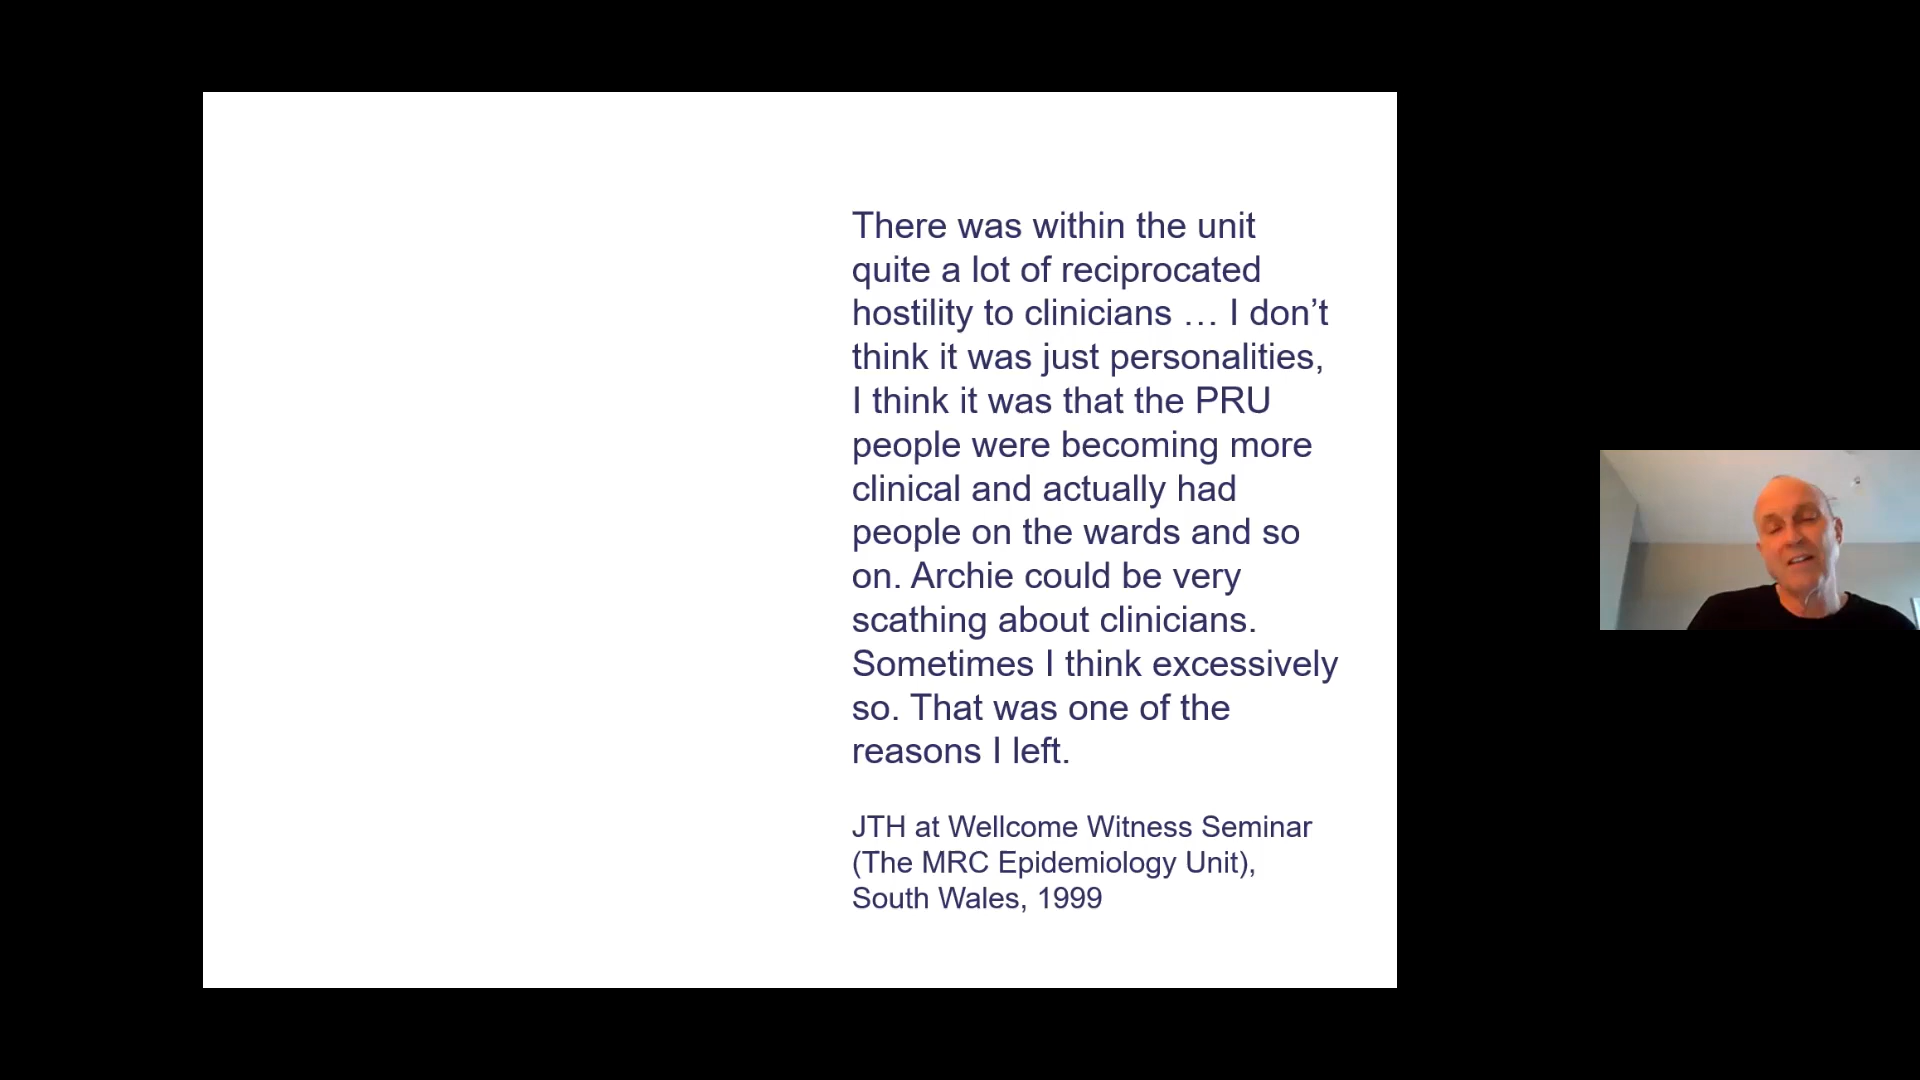 There was within the unit
quite a lot of reciprocated
hostility to clinicians … I don’t
think it was just personalities,
I think it was that the PRU
people were becoming more
clinical and actually had
people on the wards and so
on. Archie could be very
scathing about clinicians.
Sometimes I think excessively
so. That was one of the
reasons I left.
JTH at Wellcome Witness Seminar
(The MRC Epidemiology Unit),
South Wales, 1999